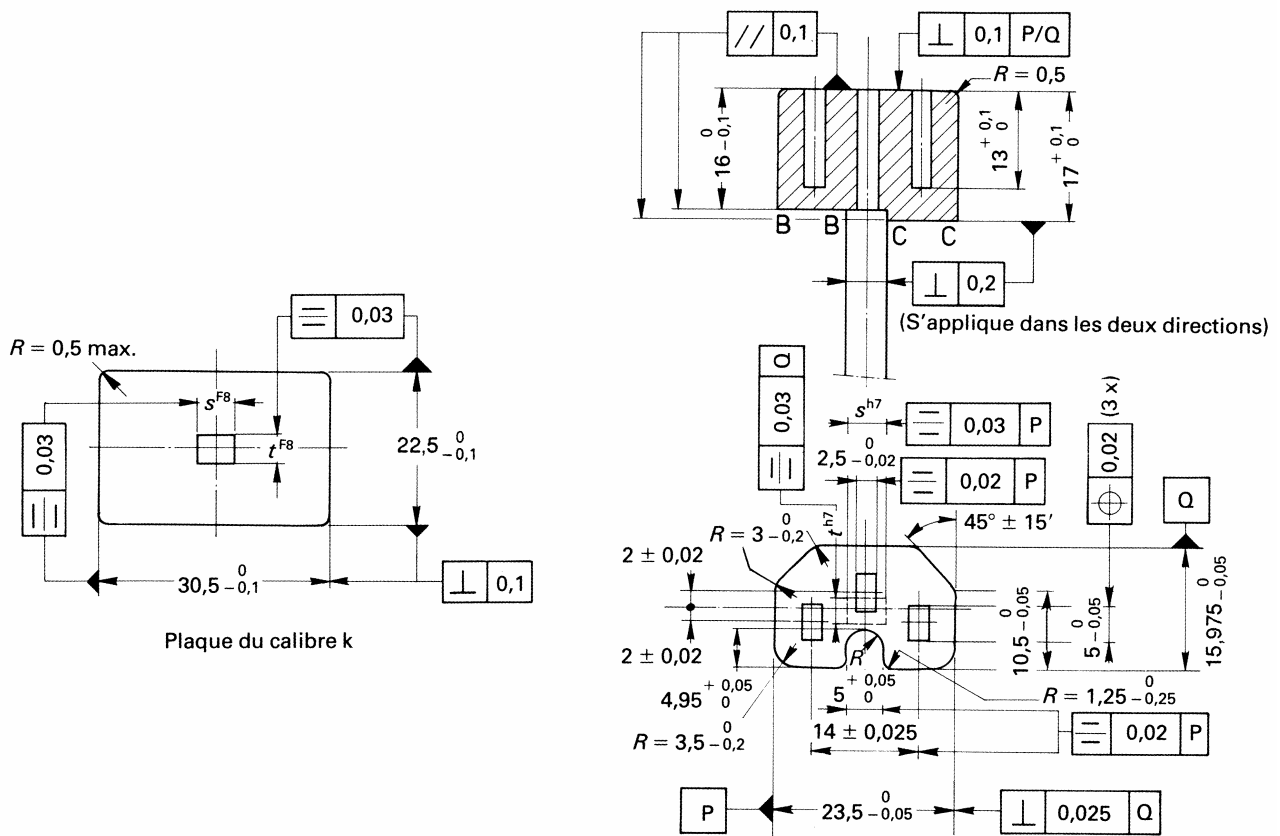 // 0,1
⊥ 0,1 P/Q
R = 0,5
16 0 −0,1
13 +0,1 0
17 +0,1 0
B B C C
⊥ 0,2
(S’applique dans les deux directions)
⌯ 0,03
R = 0,5 max.
s F8
t F8
⌯ 0,03
22,5 0 −0,1
30,5 0 −0,1
⊥ 0,1
Plaque du calibre k
⌯ 0,03 Q
s h7
⌯ 0,03 P
2,5 0 −0,02
⌯ 0,02 P
⌖ 0,02 (3 x)
Q
t h7
45° ± 15′
R = 3 0 −0,2
2 ± 0,02
2 ± 0,02
R
10,5 0 −0,05
5 0 −0,05
15,975 0 −0,05
4,95 +0,05 0
5 +0,05 0
R = 1,25 0 −0,25
R = 3,5 0 −0,2
14 ± 0,025
⌯ 0,02 P
P
23,5 0 −0,05
⊥ 0,025 Q